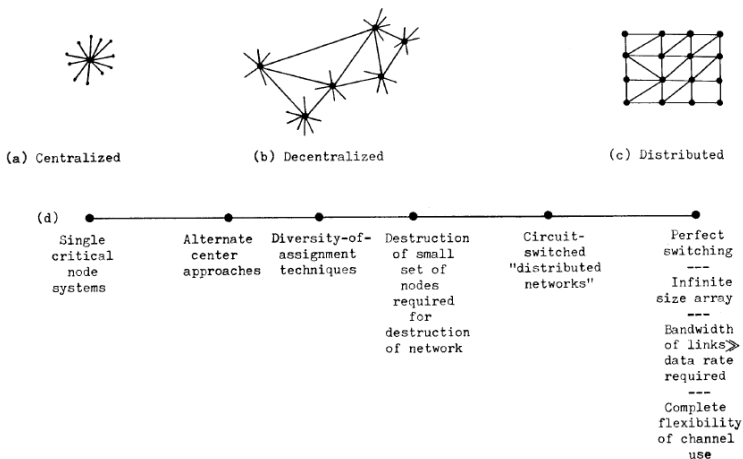 (a) Centralized
(b) Decentralized
(c) Distributed
(d)
Single
critical
node
systems
Alternate
center
approaches
Diversity-of-
assignment
techniques
Destruction
of small
set of
nodes
required
for
destruction
of network
Circuit-
switched
"distributed
networks"
Perfect
switching
---
Infinite
size array
---
Bandwidth
of links≫
data rate
required
---
Complete
flexibility
of channel
use